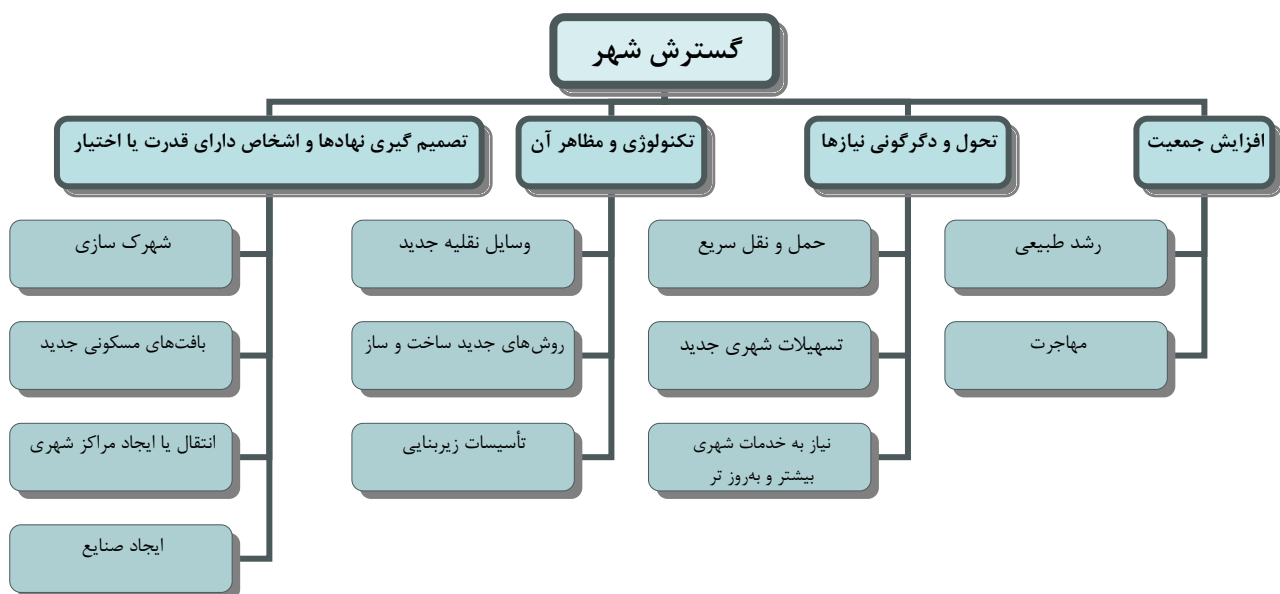 گسترش شهر
افزایش جمعیت
تحول و دگرگونی نیازها
تکنولوژی و مظاهر آن
تصمیم گیری نهادها و اشخاص دارای قدرت یا اختیار
رشد طبیعی
حمل و نقل سریع
وسایل نقلیه جدید
شهرک سازی
مهاجرت
تسهیلات شهری جدید
روش‌های جدید ساخت و ساز
بافت‌های مسکونی جدید
نیاز به خدمات شهری
بیشتر و به‌روز تر
تأسیسات زیربنایی
انتقال یا ایجاد مراکز شهری
ایجاد صنایع